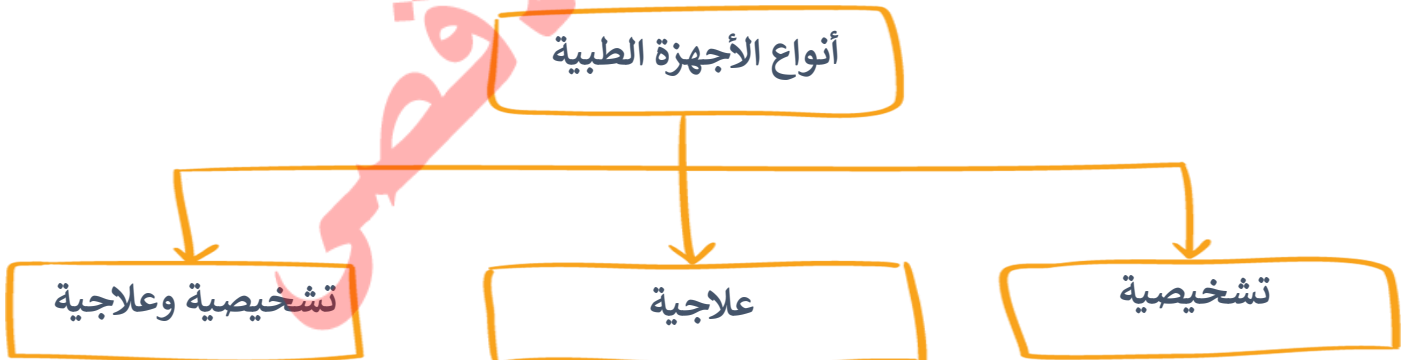 أنواع الأجهزة الطبية
تشخيصية
علاجية
تشخيصية وعلاجية